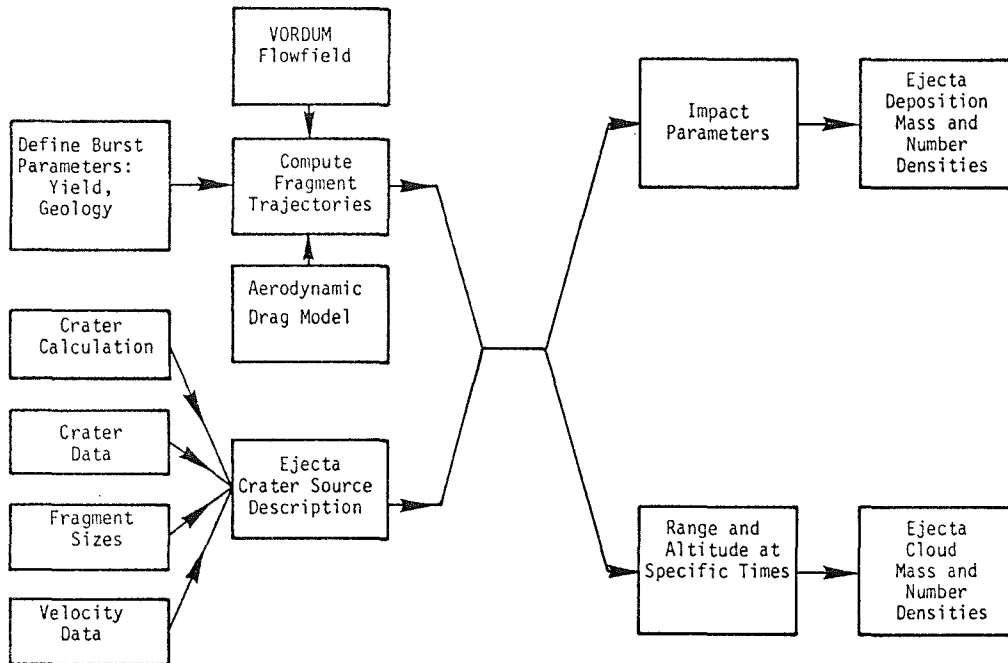 VORDUM
Flowfield
Define Burst
Parameters:
Yield,
Geology
Compute
Fragment
Trajectories
Aerodynamic
Drag Model
Crater
Calculation
Crater
Data
Fragment
Sizes
Velocity
Data
Ejecta
Crater Source
Description
Impact
Parameters
Ejecta
Deposition
Mass and
Number
Densities
Range and
Altitude at
Specific Times
Ejecta
Cloud
Mass and
Number
Densities